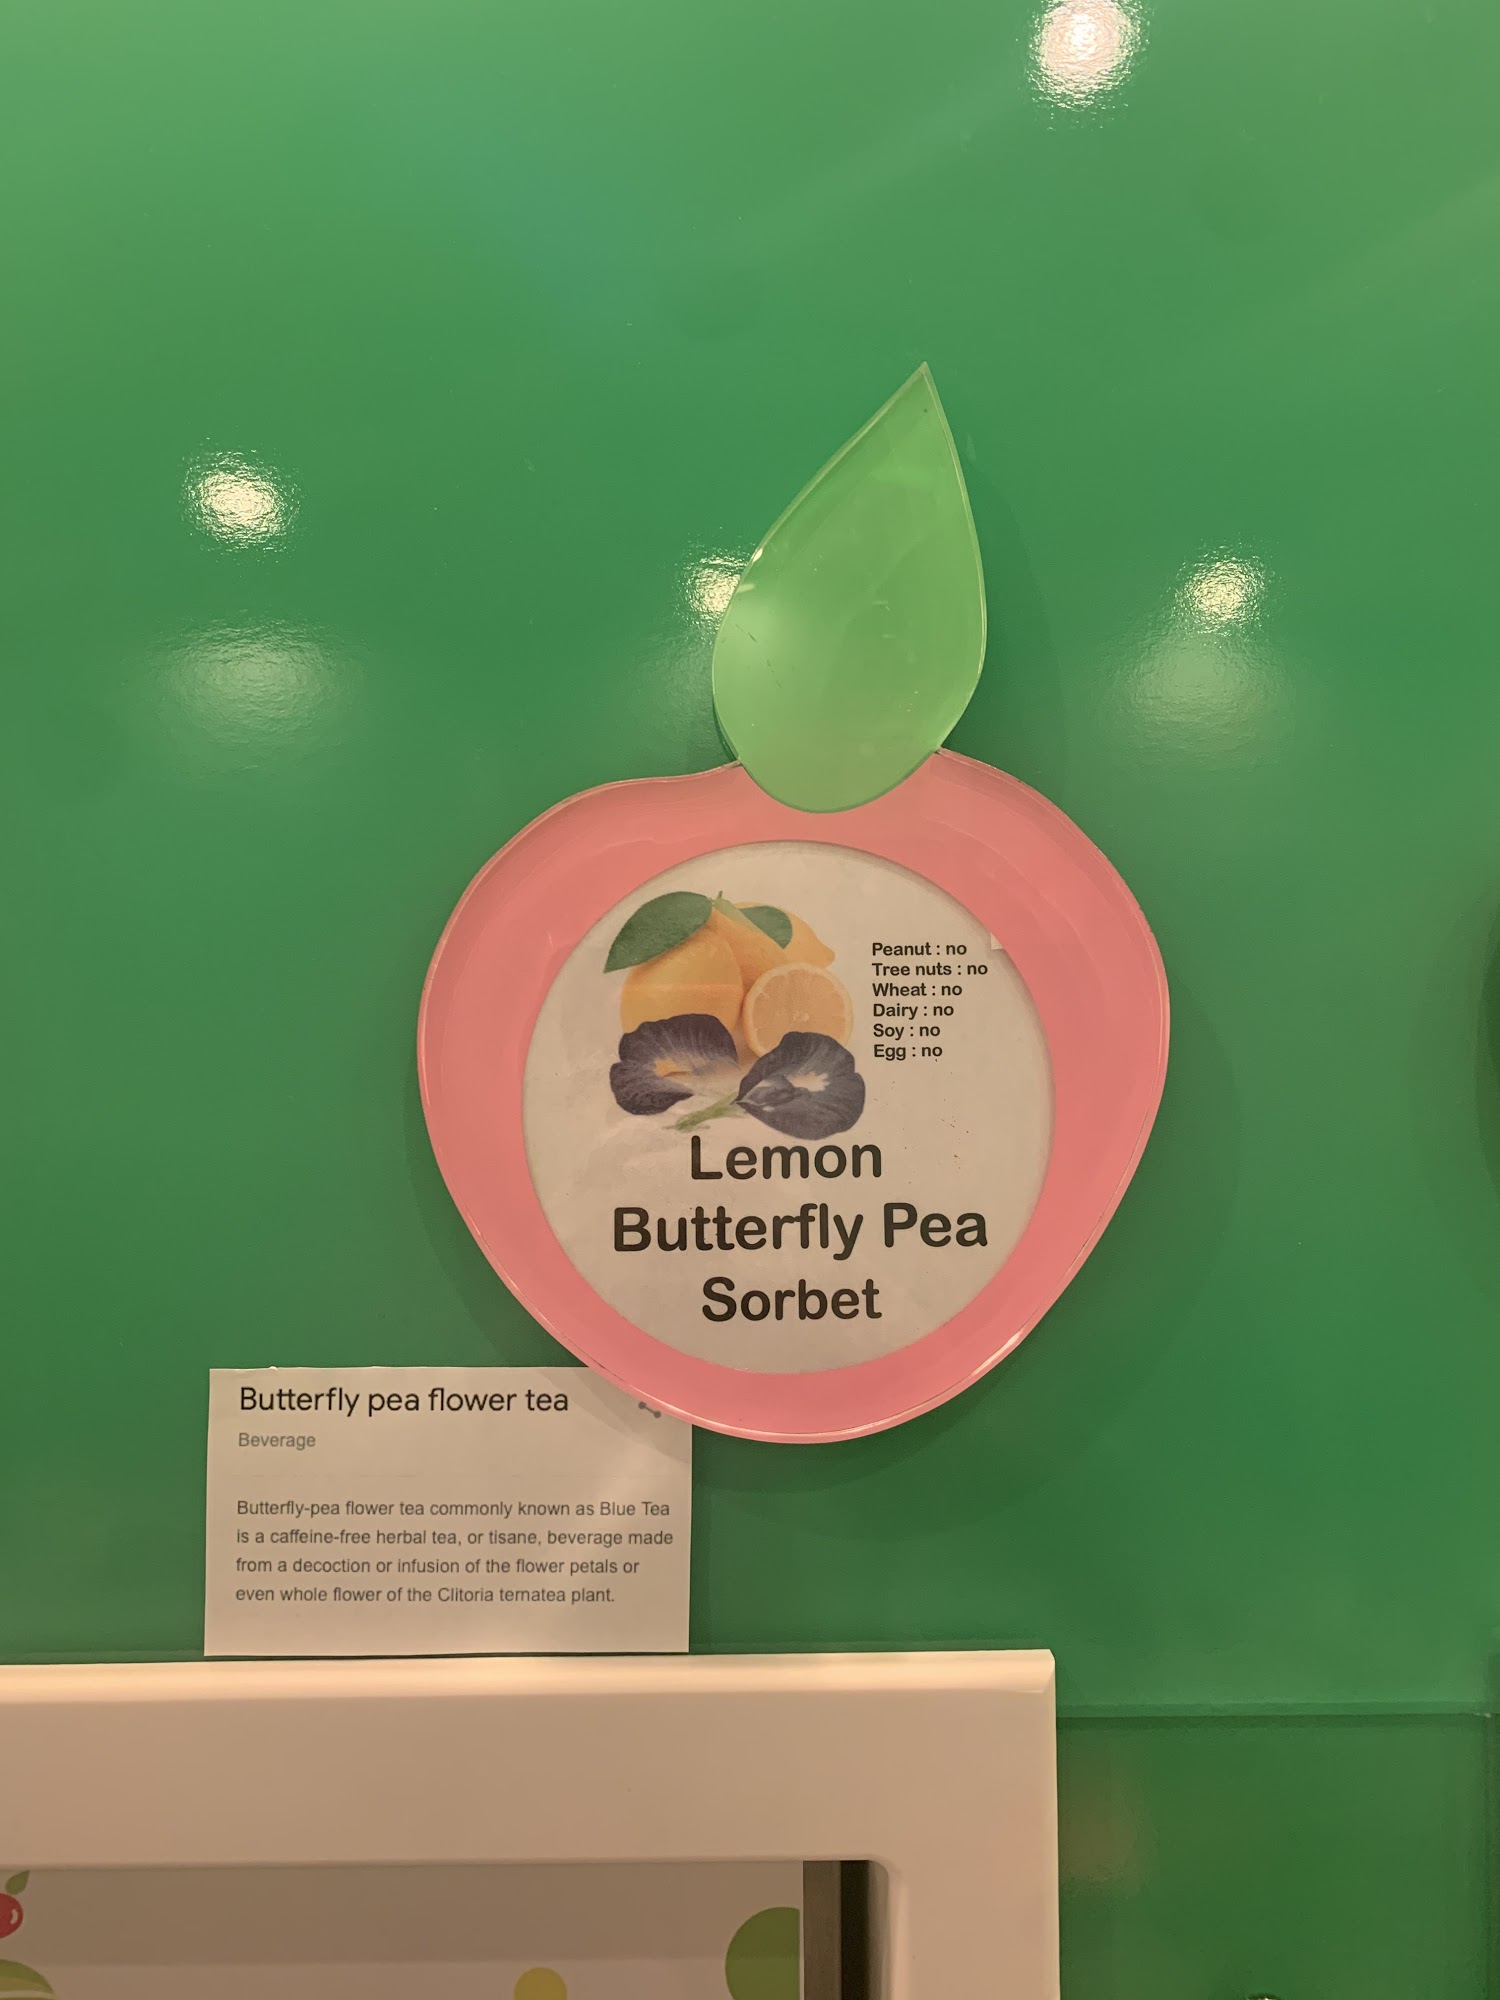 Peanut : no
Tree nuts : no
Wheat : no
Dairy : no
Soy : no
Egg : no
Lemon
Butterfly Pea
Sorbet
Butterfly pea flower tea
Beverage
Butterfly-pea flower tea commonly known as Blue Tea
is a caffeine-free herbal tea, or tisane, beverage made
from a decoction or infusion of the flower petals or
even whole flower of the Clitoria ternatea plant.